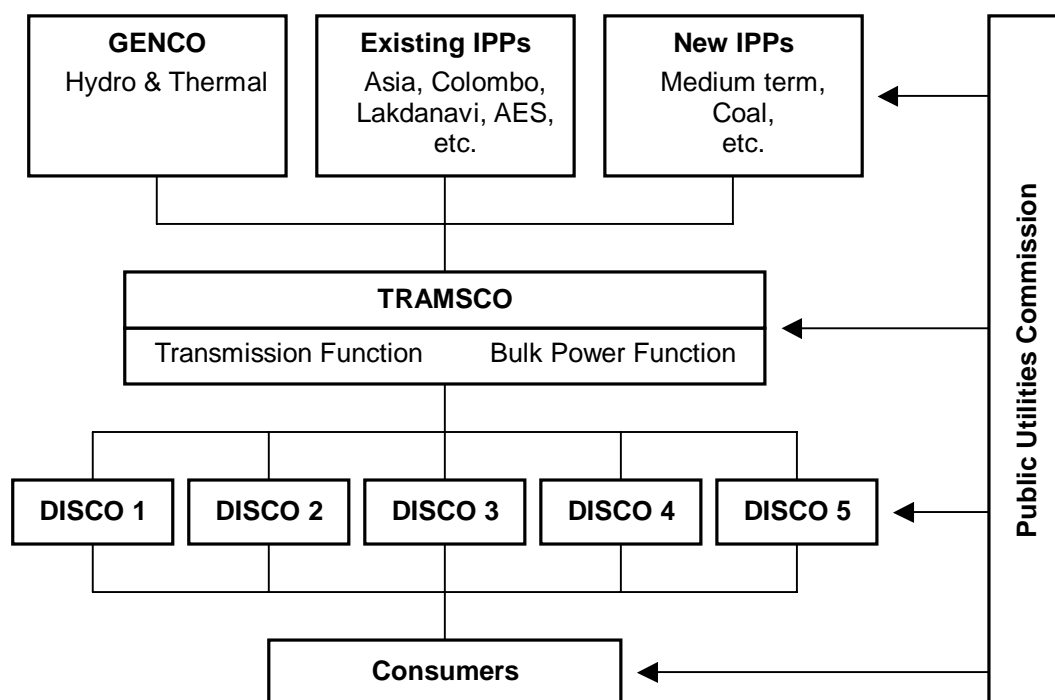 GENCO
Hydro & Thermal
Existing IPPs
Asia, Colombo,
Lakdanavi, AES,
etc.
New IPPs
Medium term,
Coal,
etc.
Public Utilities Commission
TRAMSCO
Transmission Function
Bulk Power Function
DISCO 1
DISCO 2
DISCO 3
DISCO 4
DISCO 5
Consumers